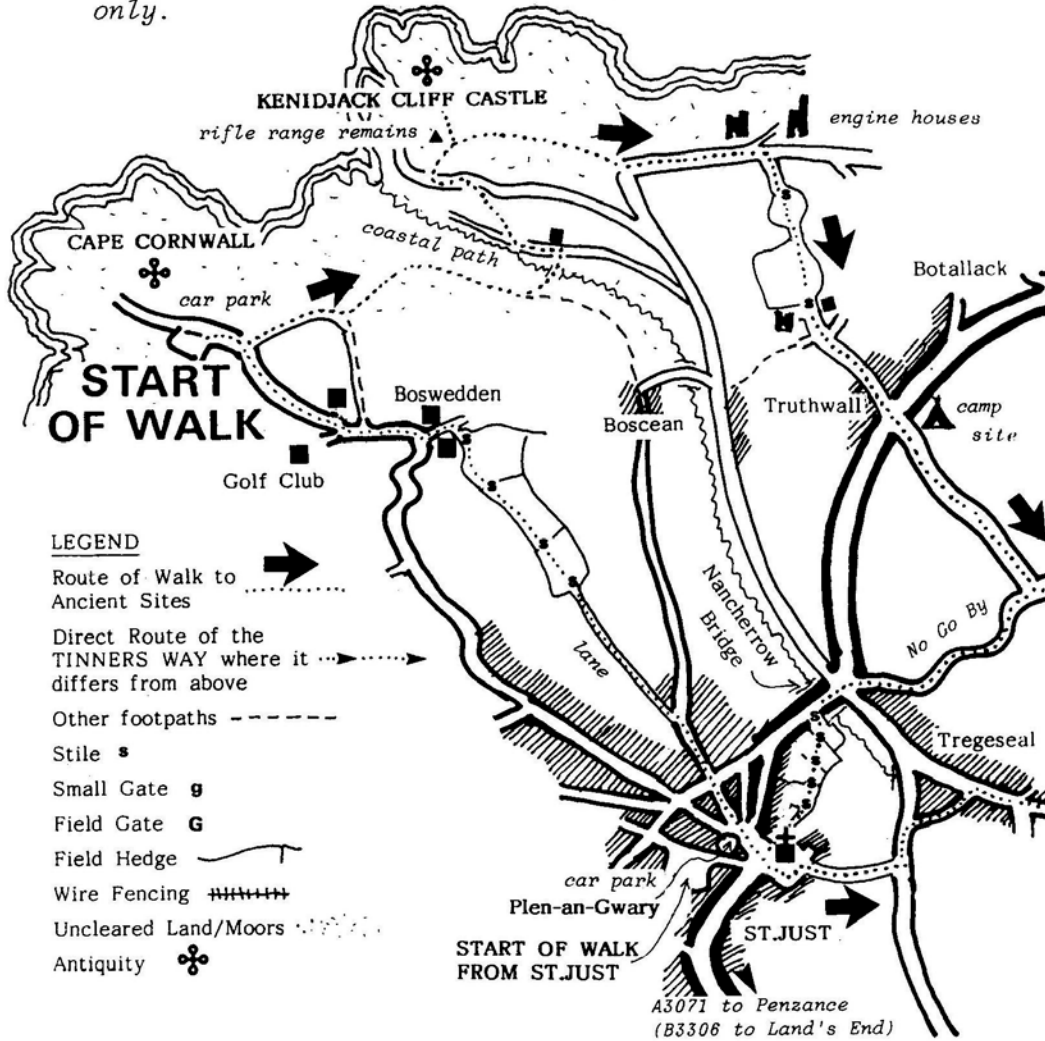 only.
KENIDJACK CLIFF CASTLE
rifle range remains
engine houses
CAPE CORNWALL
coastal path
car park
Botallack
START
OF WALK
Boswedden
Boscean
Truthwall
camp
site
Golf Club
LEGEND
Route of Walk to
Ancient Sites
Direct Route of the
TINNERS WAY where it
differs from above
Other footpaths
Stile s
Small Gate g
Field Gate G
Field Hedge
Wire Fencing
Uncleared Land/Moors
Antiquity
lane
Nancherrow
Bridge
No Go By
Tregeseal
car park
Plen-an-Gwary
START OF WALK
FROM ST.JUST
ST.JUST
A3071 to Penzance
(B3306 to Land's End)
s
s
s
s
s
s
s
s
s
s
s